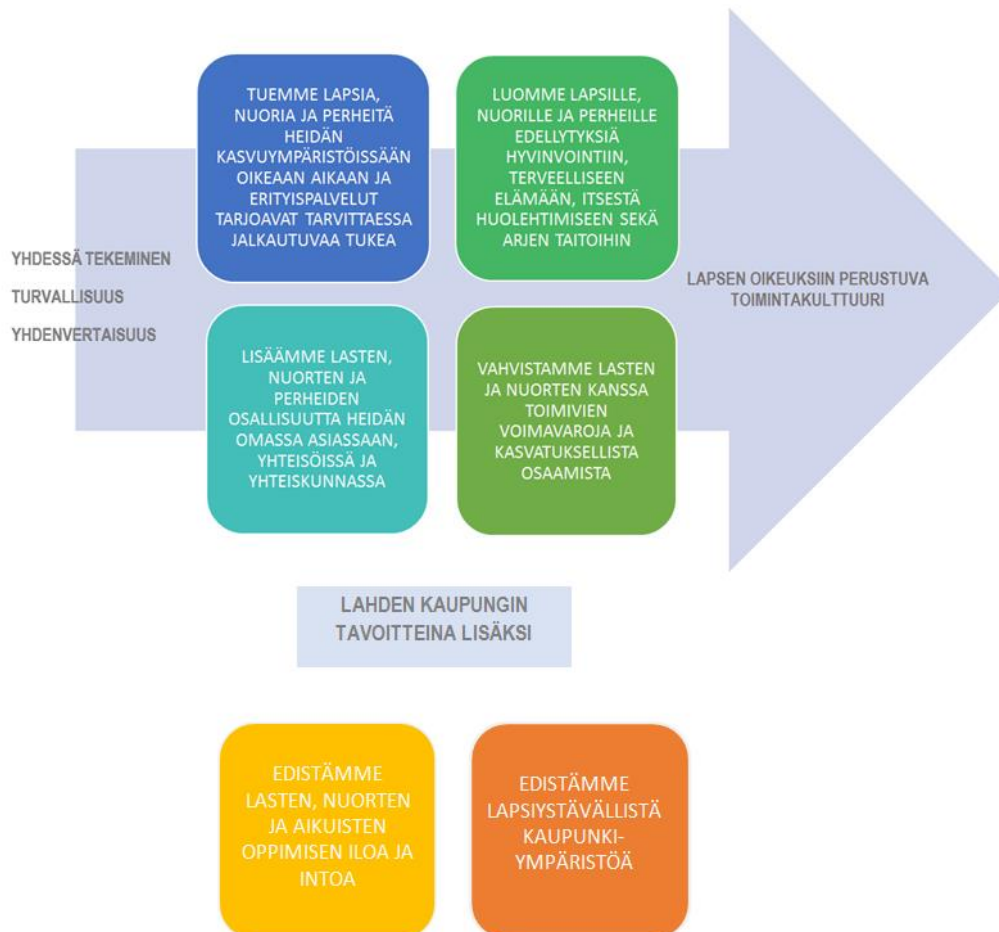 TUEMME LAPSIA,
NUORIA JA PERHEITÄ
HEIDÄN
KASVUYMPÄRISTÖISSÄÄN
OIKEAAN AIKAAN JA
ERITYISPALVELUT
TARJOAVAT TARVITTAESSA
JALKAUTUVAA TUKEA
LUOMME LAPSILLE,
NUORILLE JA PERHEILLE
EDELLYTYKSIÄ
HYVINVOINTIIN,
TERVEELLISEEN
ELÄMÄÄN, ITSESTÄ
HUOLEHTIMISEEN SEKÄ
ARJEN TAITOIHIN
YHDESSÄ TEKEMINEN
TURVALLISUUS
YHDENVERTAISUUS
LAPSEN OIKEUKSIIN PERUSTUVA
TOIMINTAKULTTUURI
LISÄÄMME LASTEN,
NUORTEN JA
PERHEIDEN
OSALLISUUTTA HEIDÄN
OMASSA ASIASSAAN,
YHTEISÖISSÄ JA
YHTEISKUNNASSA
VAHVISTAMME LASTEN
JA NUORTEN KANSSA
TOIMIVIEN
VOIMAVAROJA JA
KASVATUKSELLISTA
OSAAMISTA
LAHDEN KAUPUNGIN
TAVOITTEINA LISÄKSI
EDISTÄMME
LASTEN, NUORTEN
JA AIKUISTEN
OPPIMISEN ILOA JA
INTOA
EDISTÄMME
LAPSIYSTÄVÄLLISTÄ
KAUPUNKI-
YMPÄRISTÖÄ